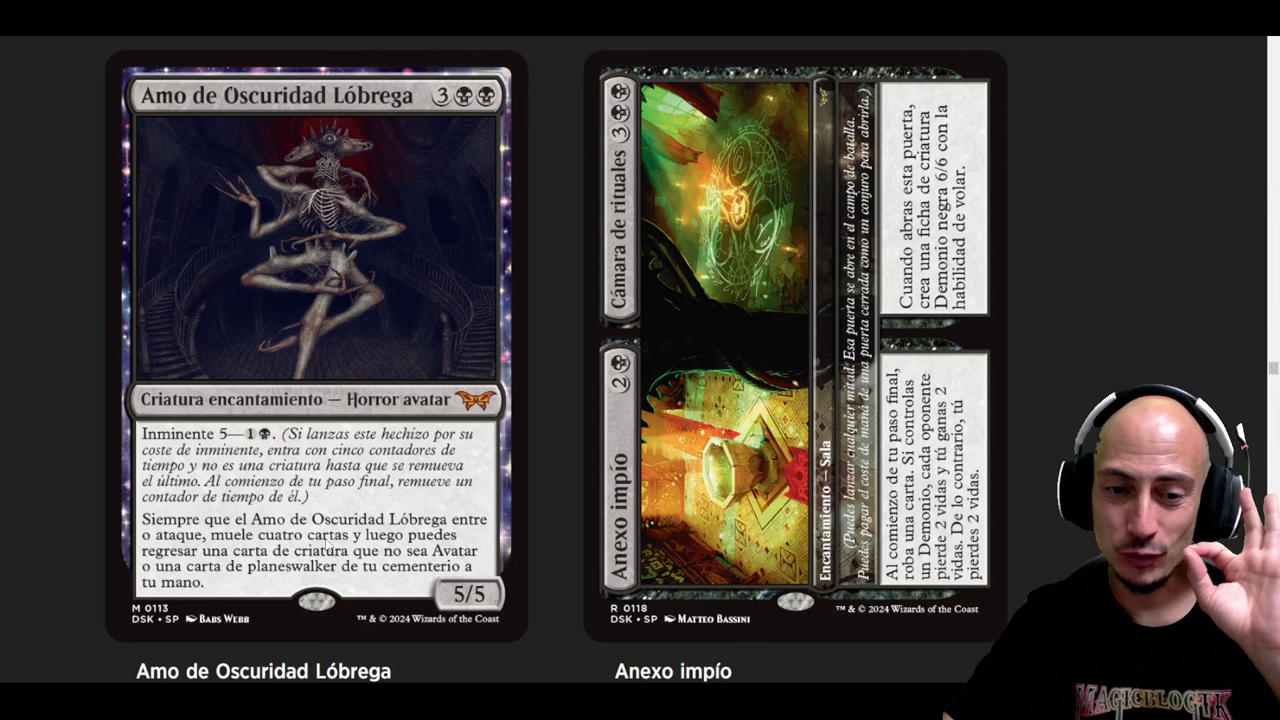 Amo de Oscuridad Lóbrega 3
Criatura encantamiento — Horror avatar
Inminente 5—1. (Si lanzas este hechizo por su
coste de inminente, entra con cinco contadores de
tiempo y no es una criatura hasta que se remueva
el último. Al comienzo de tu paso final, remueve un
contador de tiempo de él.)
Siempre que el Amo de Oscuridad Lóbrega entre
o ataque, muele cuatro cartas y luego puedes
regresar una carta de criatura que no sea Avatar
o una carta de planeswalker de tu cementerio a
tu mano.
5/5
M 0113
DSK • SP BABS WEBB
™ & © 2024 Wizards of the Coast
Amo de Oscuridad Lóbrega
Anexo impío 2
Cámara de rituales 3
Encantamiento — Sala
(Puedes lanzar cualquier mitad. Esa puerta se abre en el campo de batalla.
Puedes pagar el coste de maná de una puerta cerrada como un conjuro para abrirla.)
Al comienzo de tu paso final,
roba una carta. Si controlas
un Demonio, cada oponente
pierde 2 vidas y tú ganas 2
vidas. De lo contrario, tú
pierdes 2 vidas.
Cuando abras esta puerta,
crea una ficha de criatura
Demonio negra 6/6 con la
habilidad de volar.
R 0118
DSK • SP MATTEO BASSINI
™ & © 2024 Wizards of the Coast
Anexo impío
MAGICBLOGTK